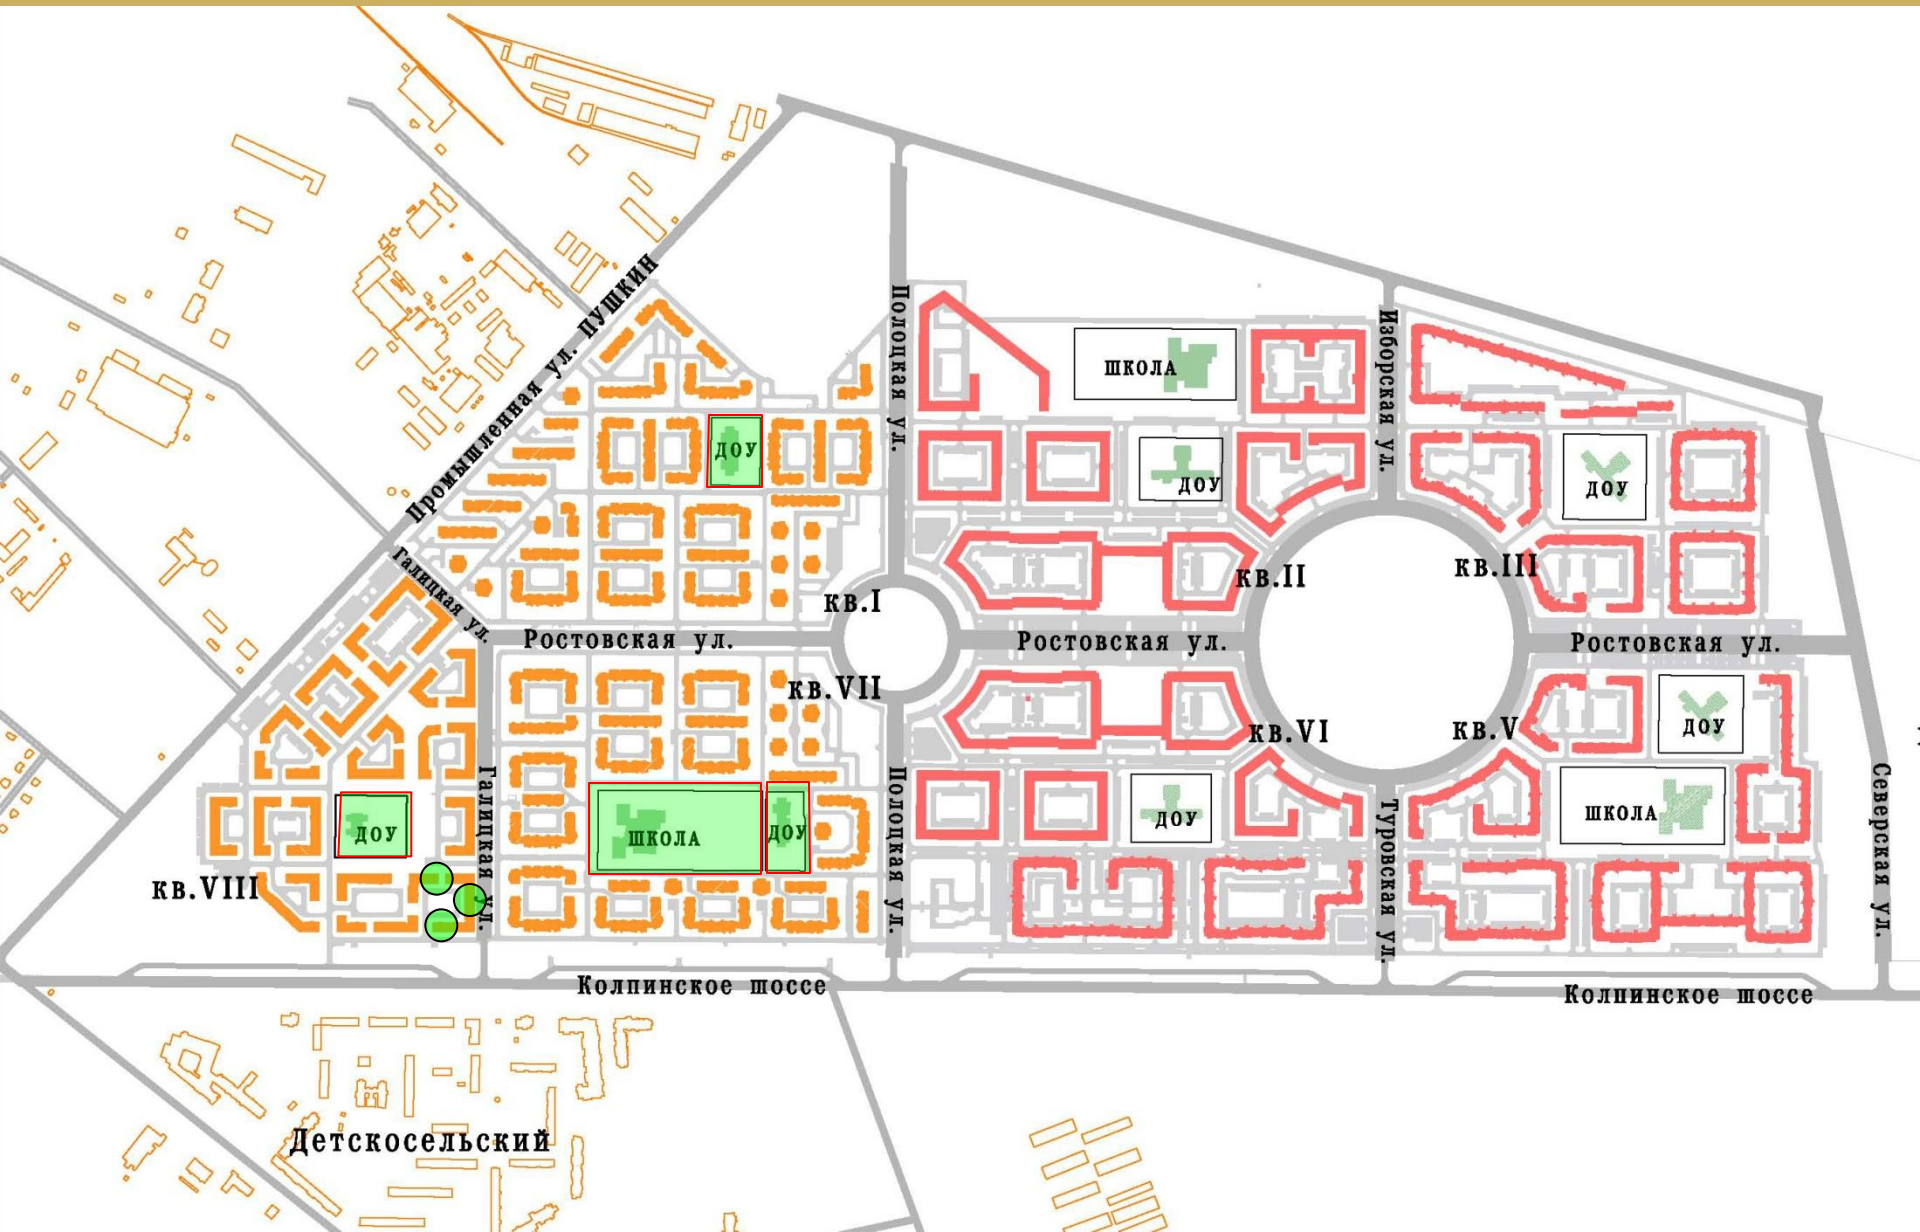 Промышленная ул. ПУШКИН
Полоцкая ул.
Изборская ул.
ШКОЛА
ДОУ
ДОУ
ДОУ
Галицкая ул.
кв.I
кв.II
кв.III
Ростовская ул.
Ростовская ул.
Ростовская ул.
кв.VII
кв.VI
кв.V
ДОУ
Галицкая ул.
Полоцкая ул.
Туровская ул.
Северская ул.
ДОУ
ШКОЛА
ДОУ
ДОУ
ШКОЛА
кв.VIII
Колпинское шоссе
Колпинское шоссе
Детскосельский